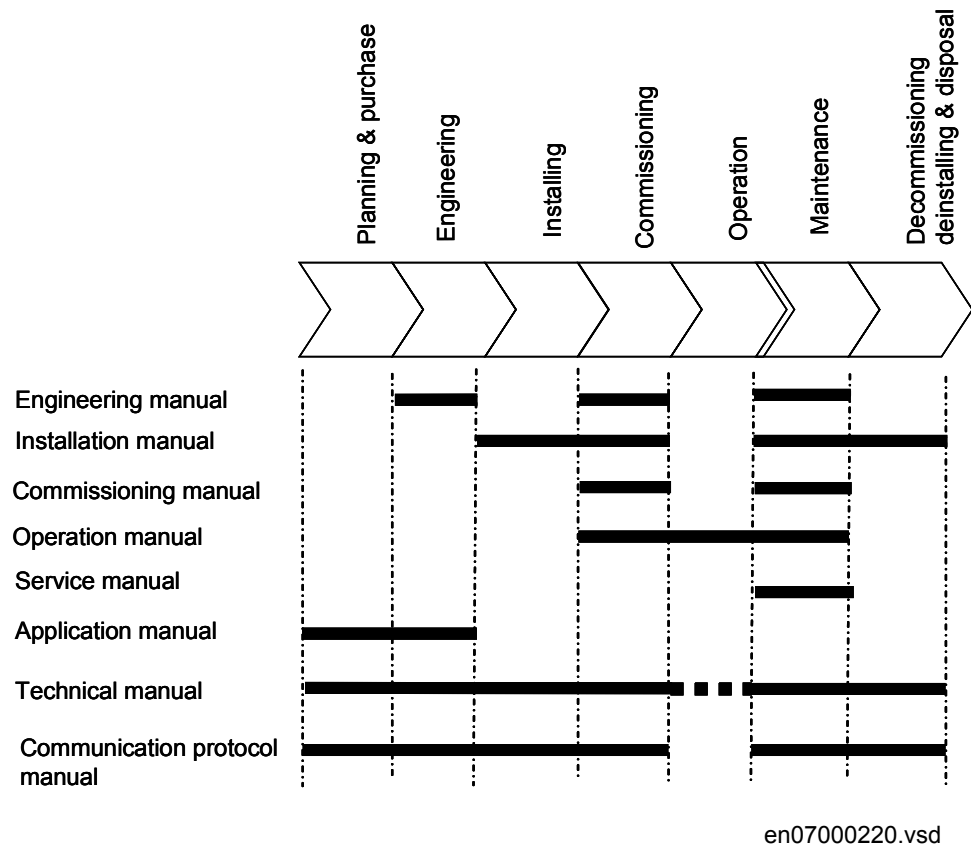 Planning & purchase
Engineering
Installing
Commissioning
Operation
Maintenance
Decommissioning
deinstalling & disposal
Engineering manual
Installation manual
Commissioning manual
Operation manual
Service manual
Application manual
Technical manual
Communication protocol
manual
en07000220.vsd